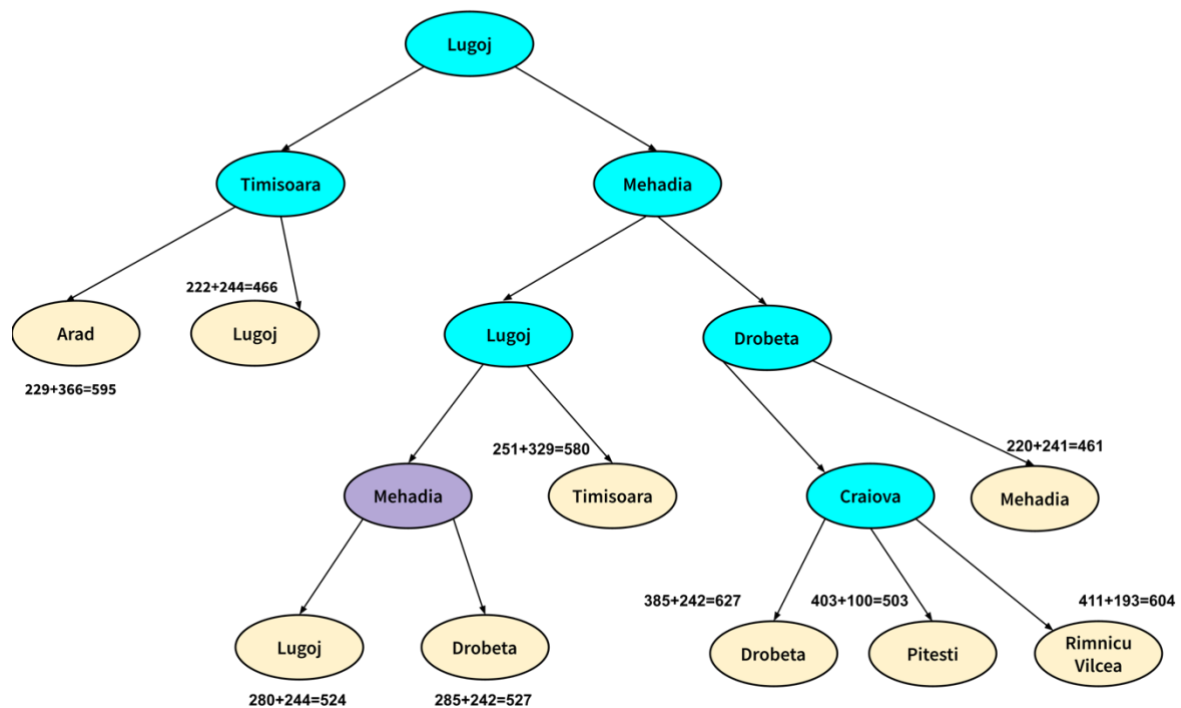 Lugoj
Timisoara
Mehadia
222+244=466
Arad
Lugoj
Lugoj
Drobeta
229+366=595
251+329=580
220+241=461
Mehadia
Timisoara
Craiova
Mehadia
385+242=627
403+100=503
411+193=604
Lugoj
Drobeta
Drobeta
Pitesti
Rimnicu
Vilcea
280+244=524
285+242=527